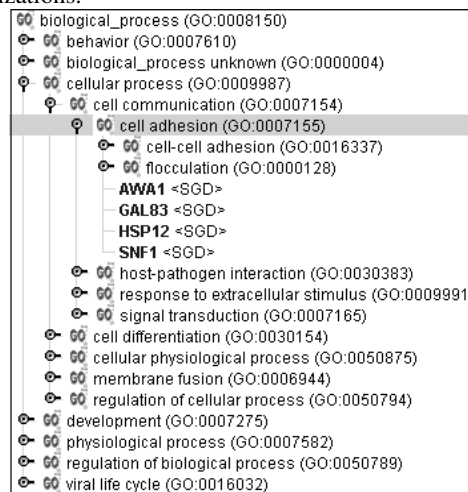 izations.
biological_process (GO:0008150)
behavior (GO:0007610)
biological_process unknown (GO:0000004)
cellular process (GO:0009987)
cell communication (GO:0007154)
cell adhesion (GO:0007155)
cell-cell adhesion (GO:0016337)
flocculation (GO:0000128)
AWA1 <SGD>
GAL83 <SGD>
HSP12 <SGD>
SNF1 <SGD>
host-pathogen interaction (GO:0030383)
response to extracellular stimulus (GO:0009991
signal transduction (GO:0007165)
cell differentiation (GO:0030154)
cellular physiological process (GO:0050875)
membrane fusion (GO:0006944)
regulation of cellular process (GO:0050794)
development (GO:0007275)
physiological process (GO:0007582)
regulation of biological process (GO:0050789)
viral life cycle (GO:0016032)